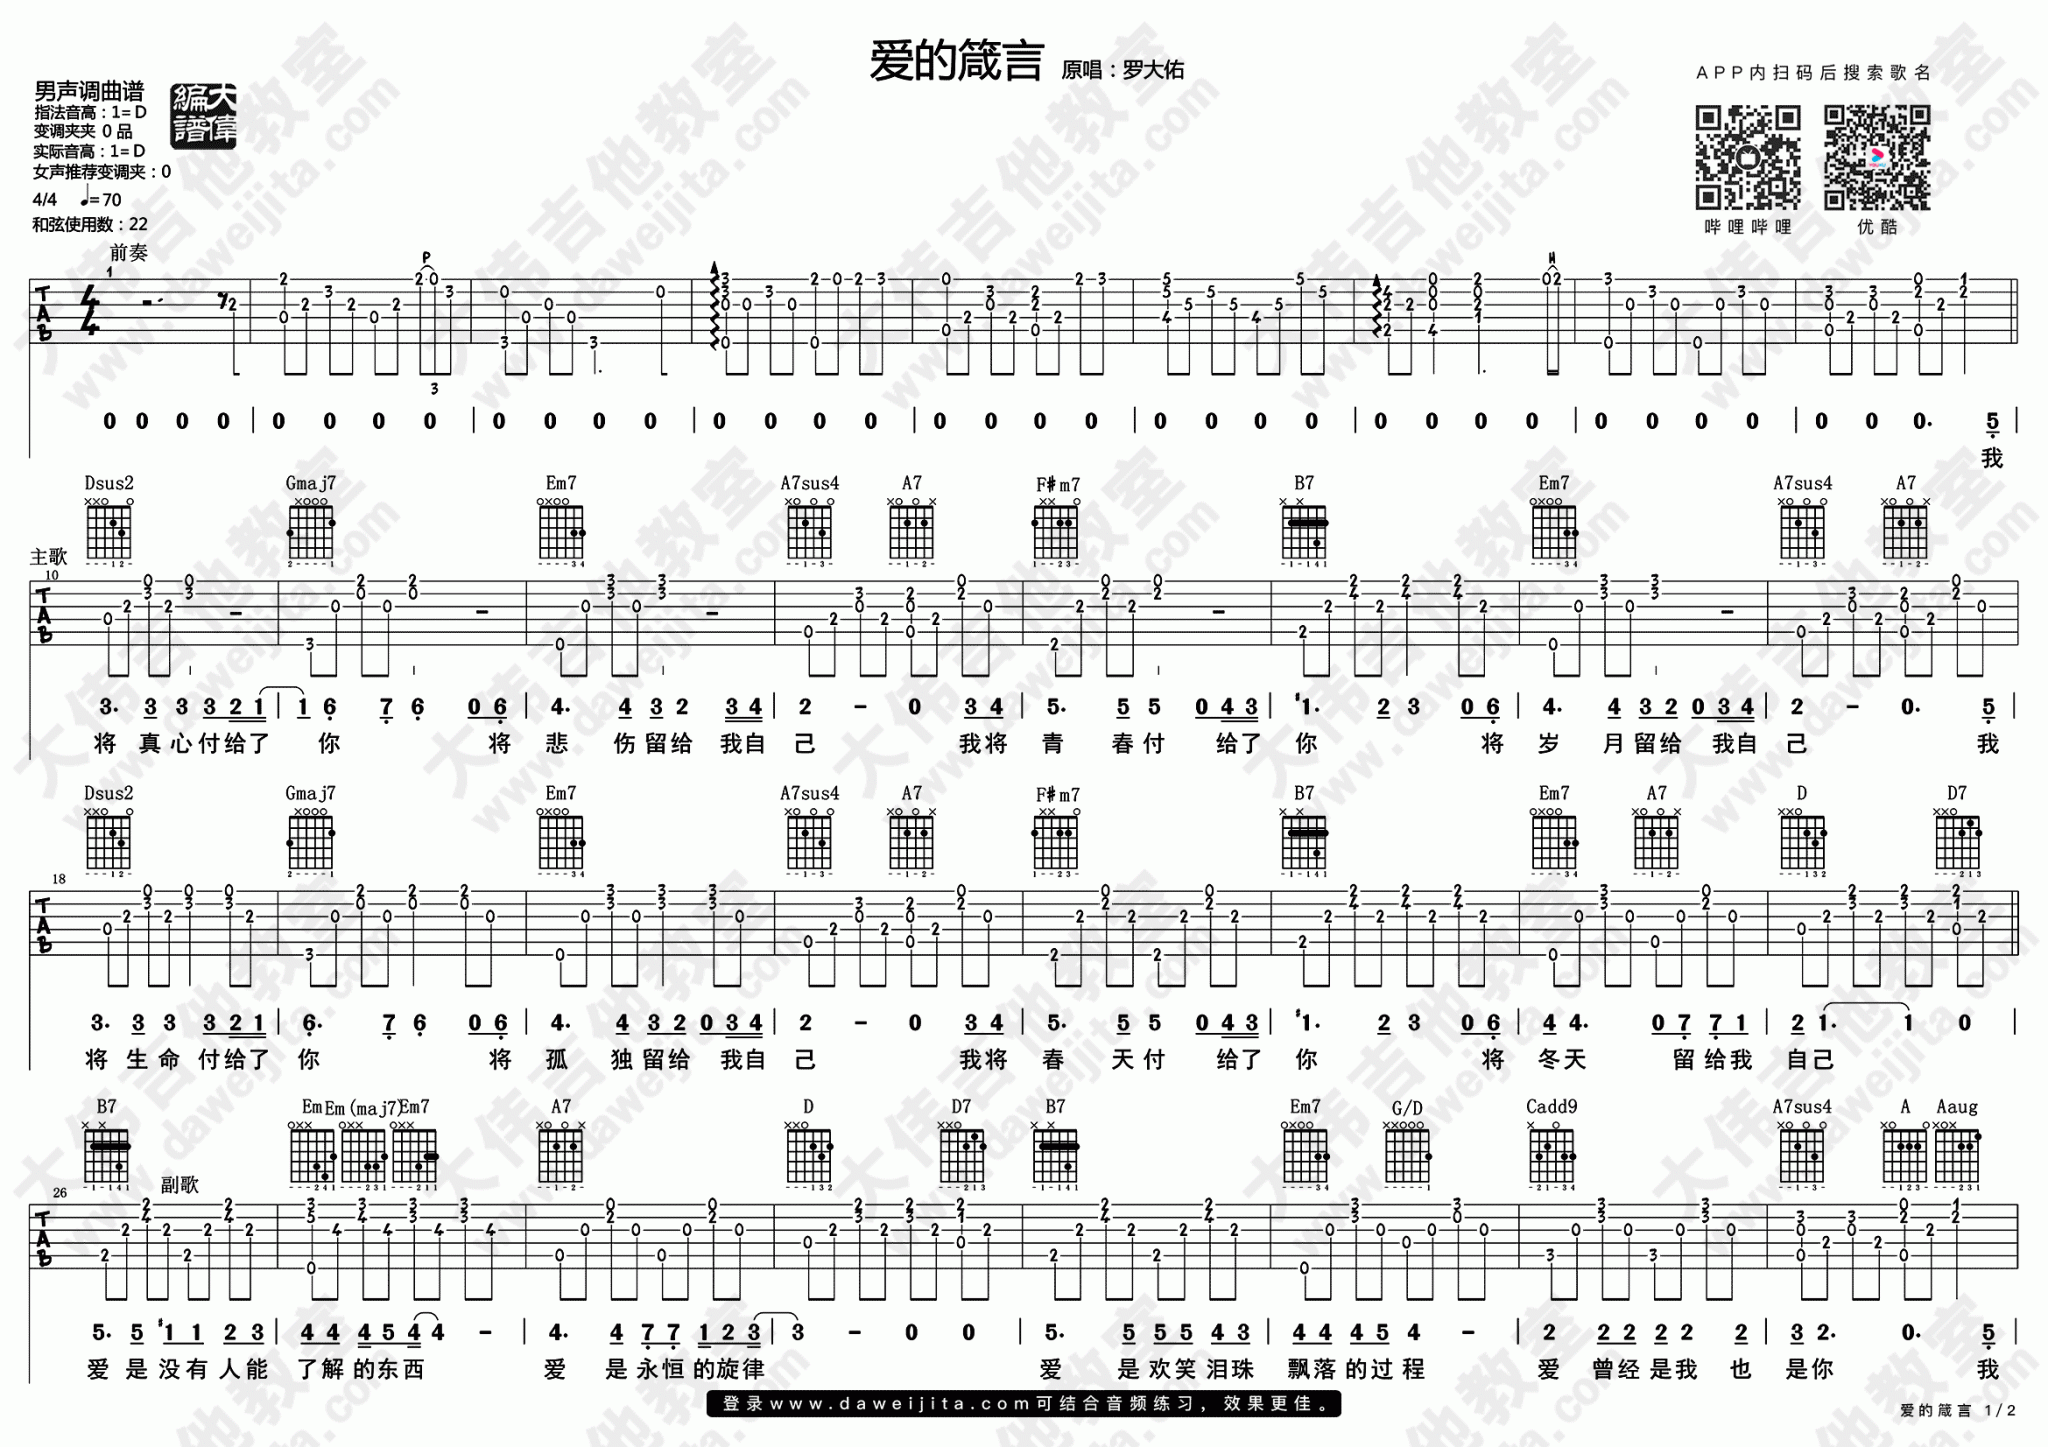 爱的箴言 原唱：罗大佑
APP内扫码后搜索歌名
哔哩哔哩 优酷
男声调曲谱
大偉編譜
指法音高：1=D
变调夹夹 0 品
实际音高：1=D
女声推荐变调夹：0
4/4 ♩=70
和弦使用数：22
前奏
1
P 3 H
T A B 4 4
0 0 0 0 | 0 0 0 0 | 0 0 0 0 | 0 0 0 0 | 0 0 0 0 | 0 0 0 0 | 0 0 0 0 | 0 0 0 0 | 0 0 0. 5
我
Dsus2 Gmaj7 Em7 A7sus4 A7 F#m7 B7 Em7 A7sus4 A7
主歌
10
3. 3 3 3 2 1 | 1 6 7 6 0 6 | 4. 4 3 2 3 4 | 2 - 0 3 4 | 5. 5 5 0 4 3 | #1. 2 3 0 6 | 4. 4 3 2 0 3 4 | 2 - 0. 5
将 真心付给了 你 将 悲 伤留给 我自 己 我将 青 春付 给了 你 将 岁 月留给 我自 己 我
Dsus2 Gmaj7 Em7 A7sus4 A7 F#m7 B7 Em7 A7 D D7
18
3. 3 3 3 2 1 | 6. 7 6 0 6 | 4. 4 3 2 0 3 4 | 2 - 0 3 4 | 5. 5 5 0 4 3 | #1. 2 3 0 6 | 4 4. 0 7 7 1 | 2 1. 1 0
将 生命 付给了 你 将 孤 独留给 我自 己 我将 春 天付 给了 你 将 冬天 留给我 自己
B7 Em Em(maj7) Em7 A7 D D7 B7 Em7 G/D Cadd9 A7sus4 A Aaug
26
副歌
5. 5 #1 1 2 3 | 4 4 4 5 4 4 - | 4. 4 7 7 1 2 3 | 3 - 0 0 | 5. 5 5 5 4 3 | 4 4 4 5 4 - | 2 2 2 2 2 2 | 3 2. 0. 5
爱 是 没有 人能 了解 的东西 爱 是 永恒 的旋律 爱 是欢笑 泪珠 飘落 的过程 爱 曾经 是我 也 是你 我
登录www.daweijita.com可结合音频练习，效果更佳。
爱的箴言 1/2
大伟吉他教室
www.daweijita.com